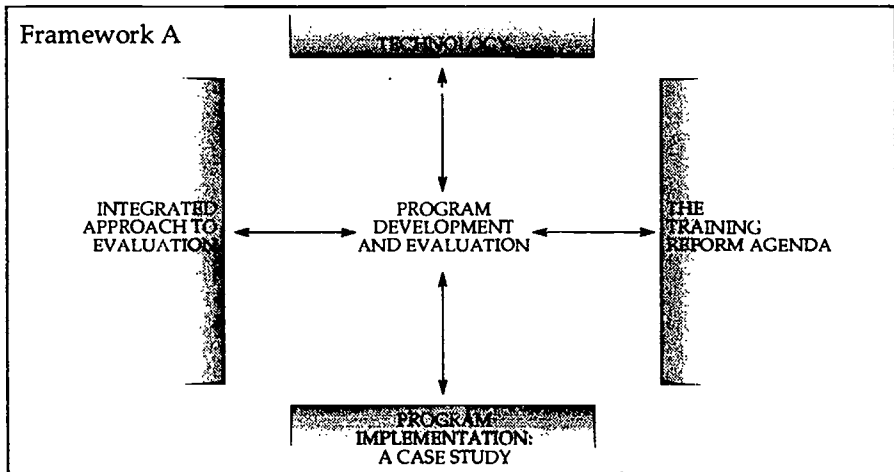 Framework A
TECHNOLOGY
INTEGRATED
APPROACH TO
EVALUATION
PROGRAM
DEVELOPMENT
AND EVALUATION
THE
TRAINING
REFORM AGENDA
PROGRAM
IMPLEMENTATION:
A CASE STUDY